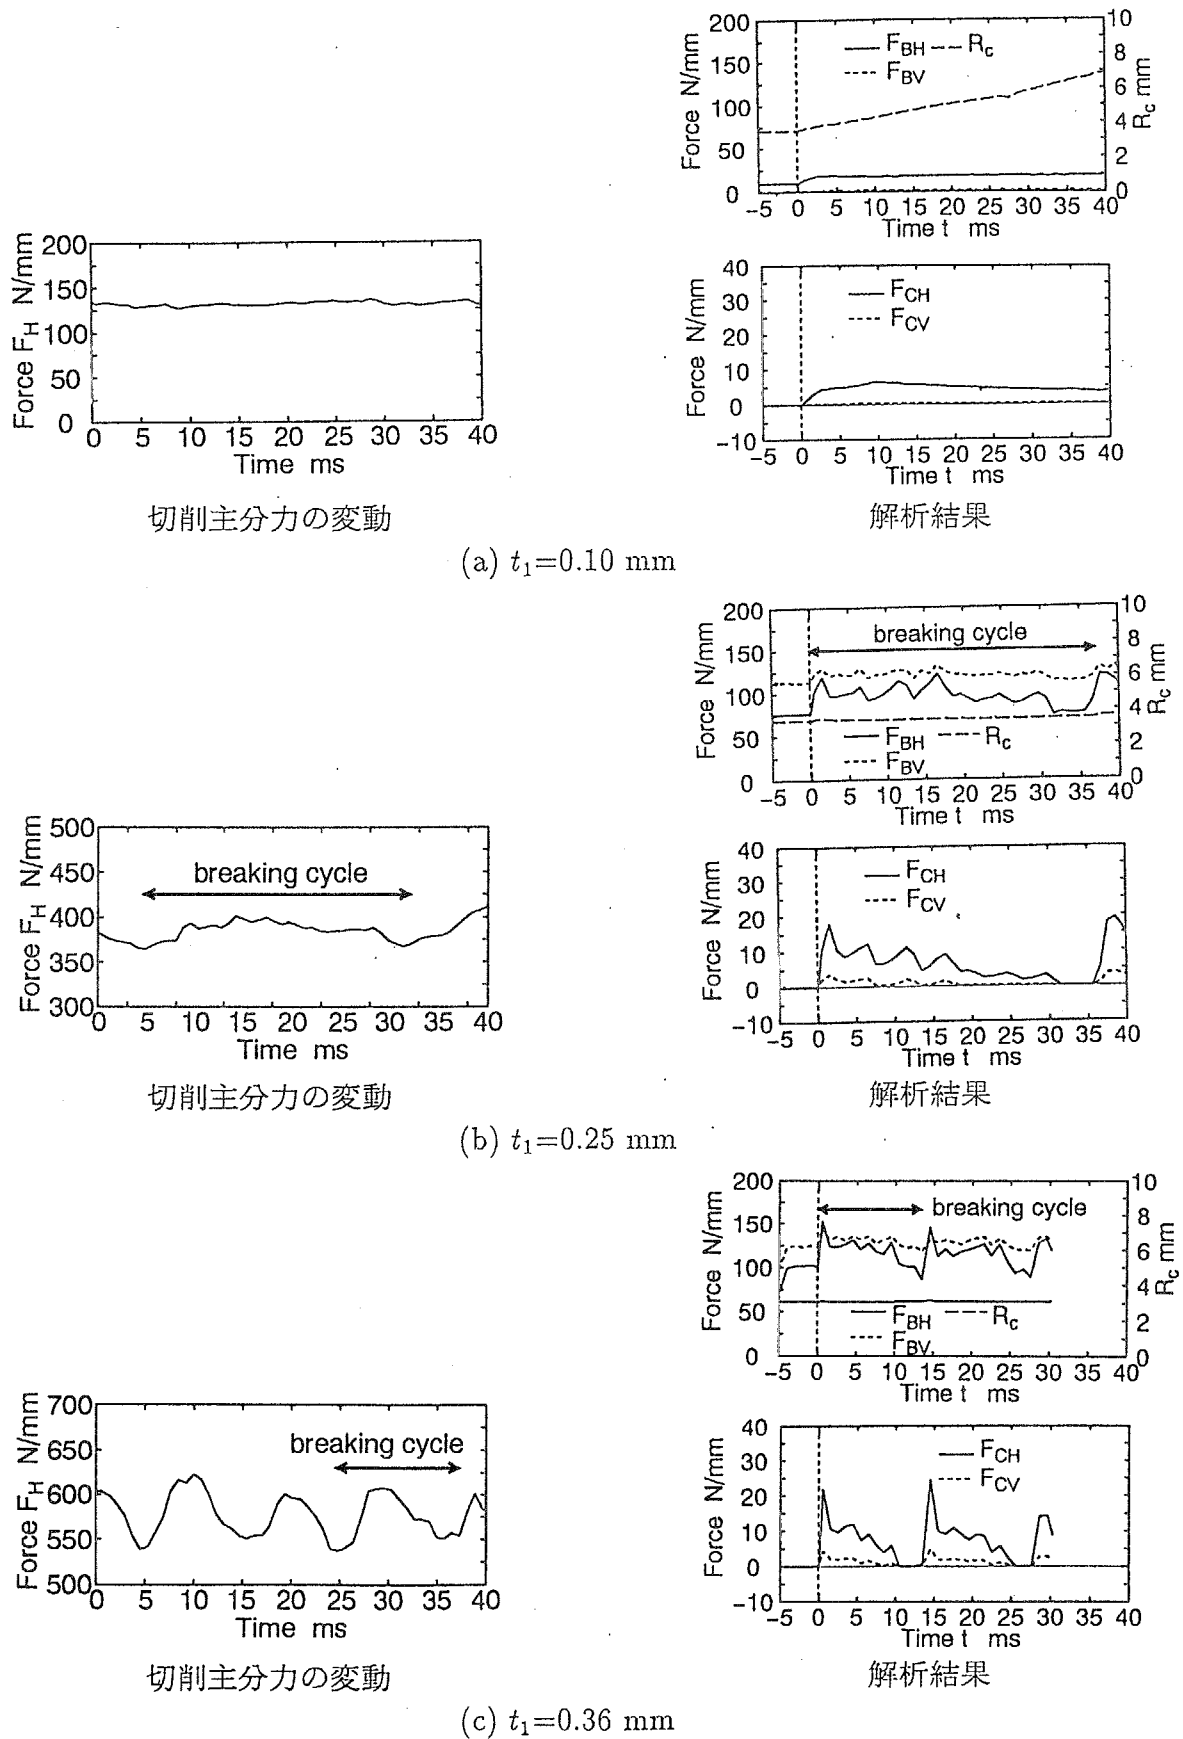 200
150
100
50
0
Force N/mm
F_BH R_c
F_BV
10
8
6
4
2
0
R_c mm
-5 0 5 10 15 20 25 30 35 40
Time t ms
200
150
100
50
0
Force F_H N/mm
0 5 10 15 20 25 30 35 40
Time ms
40
30
20
10
0
-10
Force N/mm
F_CH
F_CV
-5 0 5 10 15 20 25 30 35 40
Time t ms
切削主分力の変動
解析結果
(a) t₁=0.10 mm
200
150
100
50
0
Force N/mm
breaking cycle
F_BH R_c
F_BV
10
8
6
4
2
0
R_c mm
-5 0 5 10 15 20 25 30 35 40
Time t ms
500
450
400
350
300
Force F_H N/mm
breaking cycle
0 5 10 15 20 25 30 35 40
Time ms
40
30
20
10
0
-10
Force N/mm
F_CH
F_CV
-5 0 5 10 15 20 25 30 35 40
Time t ms
切削主分力の変動
解析結果
(b) t₁=0.25 mm
200
150
100
50
0
Force N/mm
breaking cycle
F_BH R_c
F_BV
10
8
6
4
2
0
R_c mm
-5 0 5 10 15 20 25 30 35 40
Time t ms
700
650
600
550
500
Force F_H N/mm
breaking cycle
0 5 10 15 20 25 30 35 40
Time ms
40
30
20
10
0
-10
Force N/mm
F_CH
F_CV
-5 0 5 10 15 20 25 30 35 40
Time t ms
切削主分力の変動
解析結果
(c) t₁=0.36 mm